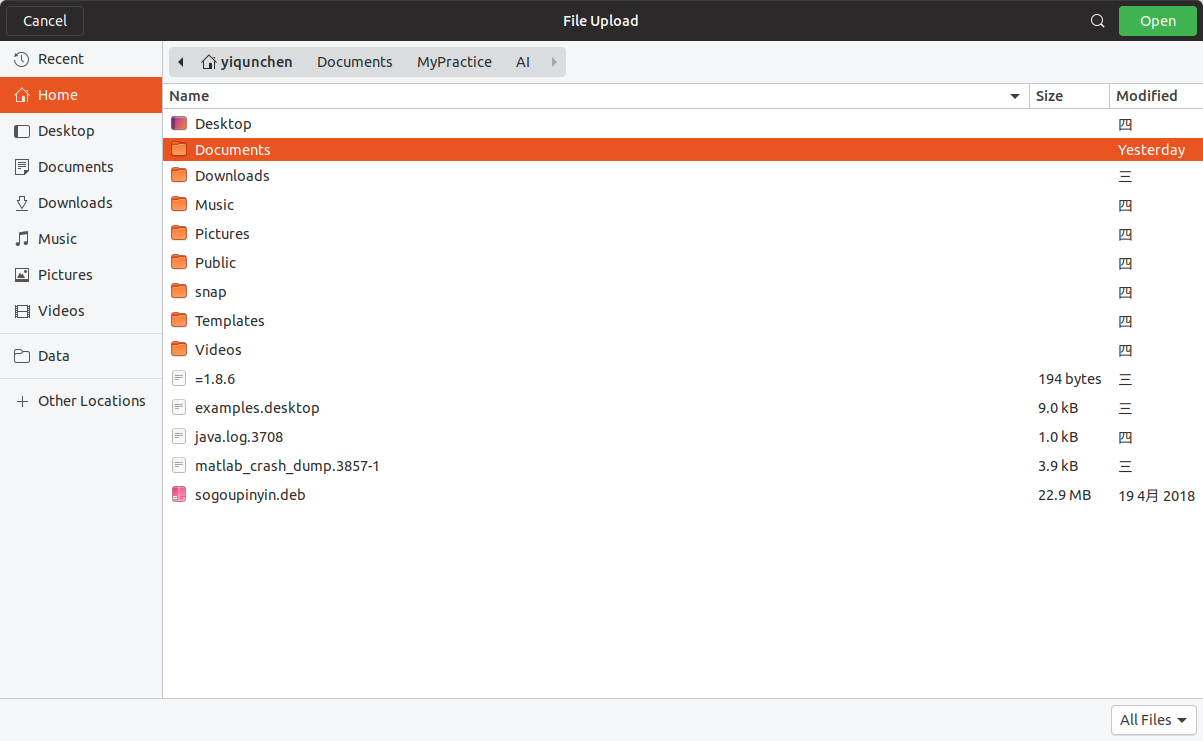 Cancel File Upload Open
Recent
Home
Desktop
Documents
Downloads
Music
Pictures
Videos
Data
Other Locations
yiqunchen Documents MyPractice AI
Name Size Modified
Desktop 四
Documents Yesterday
Downloads 三
Music 四
Pictures 四
Public 四
snap 四
Templates 四
Videos 四
=1.8.6 194 bytes 三
examples.desktop 9.0 kB 三
java.log.3708 1.0 kB 四
matlab_crash_dump.3857-1 3.9 kB 三
sogoupinyin.deb 22.9 MB 19 4月 2018
All Files